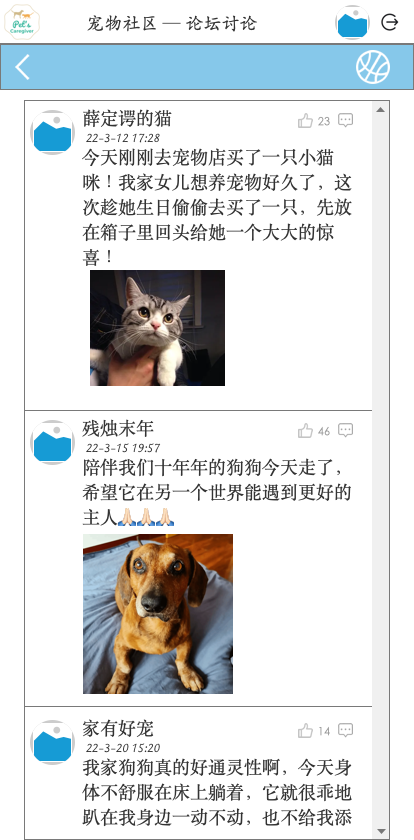 Pet's
Caregiver
宠物社区 — 论坛讨论
薛定谔的猫
23
22-3-12 17:28
今天刚刚去宠物店买了一只小猫
咪！我家女儿想养宠物好久了，这
次趁她生日偷偷去买了一只，先放
在箱子里回头给她一个大大的惊
喜！
残烛末年
46
22-3-15 19:57
陪伴我们十年年的狗狗今天走了，
希望它在另一个世界能遇到更好的
主人🙏🏻🙏🏻🙏🏻
家有好宠
14
22-3-20 15:20
我家狗狗真的好通灵性啊，今天身
体不舒服在床上躺着，它就很乖地
趴在我身边一动不动，也不给我添